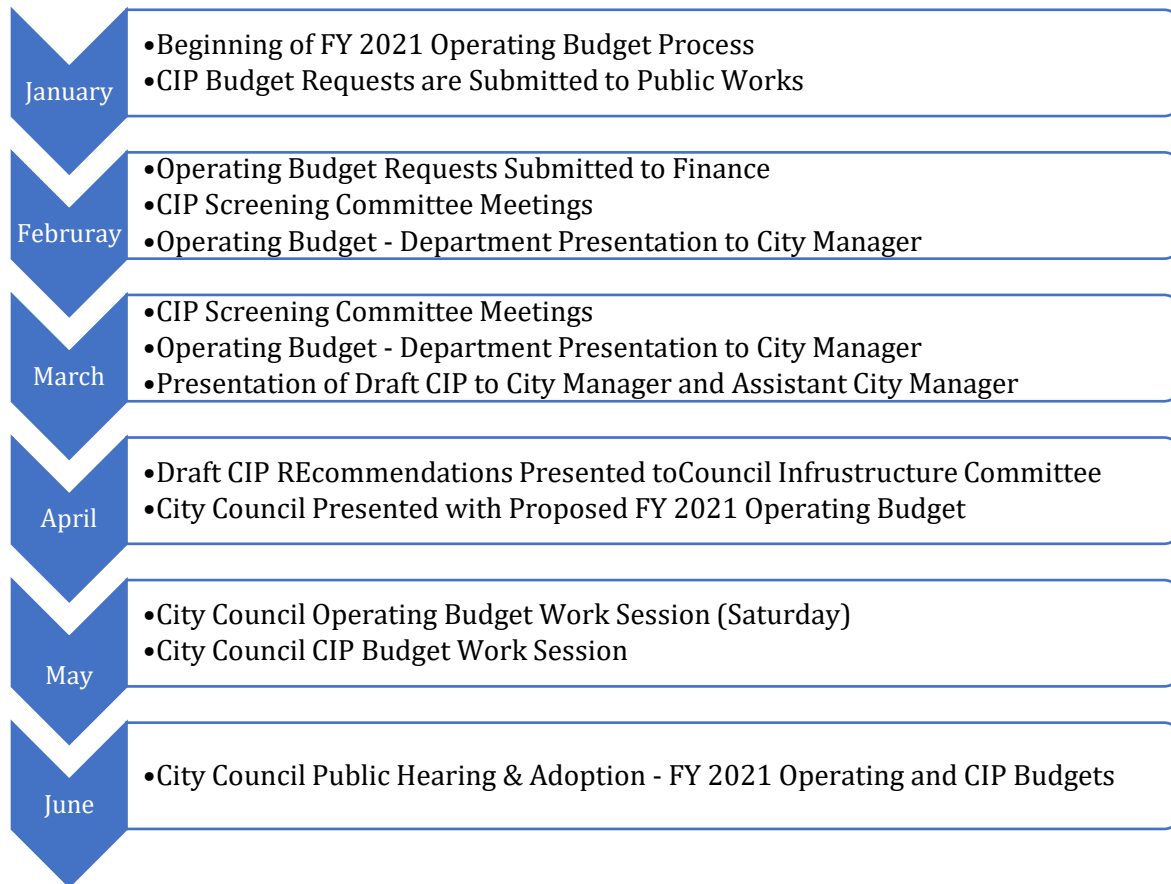 January
•Beginning of FY 2021 Operating Budget Process
•CIP Budget Requests are Submitted to Public Works
Februray
•Operating Budget Requests Submitted to Finance
•CIP Screening Committee Meetings
•Operating Budget - Department Presentation to City Manager
March
•CIP Screening Committee Meetings
•Operating Budget - Department Presentation to City Manager
•Presentation of Draft CIP to City Manager and Assistant City Manager
April
•Draft CIP REcommendations Presented toCouncil Infrustructure Committee
•City Council Presented with Proposed FY 2021 Operating Budget
May
•City Council Operating Budget Work Session (Saturday)
•City Council CIP Budget Work Session
June
•City Council Public Hearing & Adoption - FY 2021 Operating and CIP Budgets